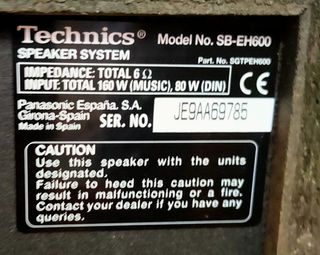 Technics® Model No. SB-EH600
SPEAKER SYSTEM Part. No. SGTPEH600
IMPEDANCE: TOTAL 6 Ω
INPUT: TOTAL 160 W (MUSIC), 80 W (DIN)
CE
Panasonic España. S.A.
Girona-Spain
Made in Spain
SER. NO. JE9AA69785
CAUTION
Use this speaker with the units
designated.
Failure to heed this caution may
result in malfunctioning or a fire.
Contact your dealer if you have any
queries.